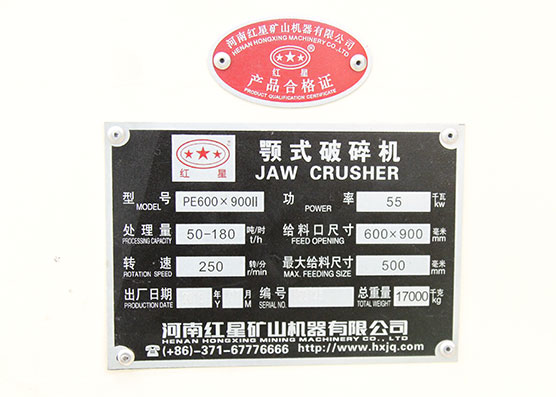 河南红星矿山机器有限公司
HENAN HONGXING MACHINERY CO.,LTD
®
红 星
产品合格证
PRODUCT QUALIFICATION CERTIFICATE
红 星
颚式破碎机
JAW CRUSHER
型号 PE600×900II 功率 55 千瓦
MODEL POWER kw
处理量 50-180 吨/时 给料口尺寸 600×900 毫米
PROCESSING CAPACITY t/h FEED OPENING mm
转速 250 转/分 最大给料尺寸 500 毫米
ROTATION SPEED r/min MAX. FEEDING SIZE mm
出厂日期 年 月 编号 总重量 17000 千克
PRODUCTION DATE Y M SERIAL NO. TOTAL WEIGHT kg
河南红星矿山机器有限公司
HENAN HONGXING MINING MACHINERY CO., LTD
☎(+86)-371-67776666 http://www.hxjq.com